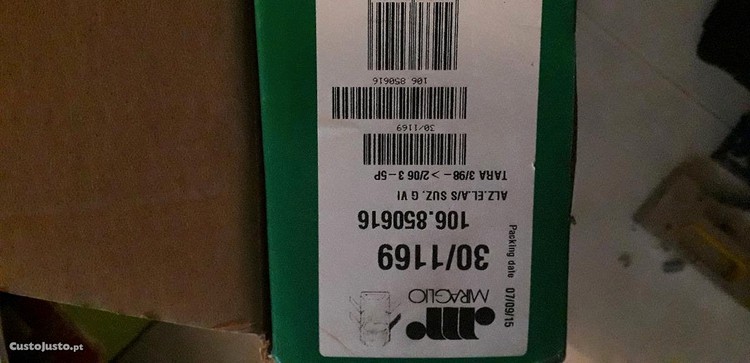 MIRAGLIO
30/1169
Packing date 07/09/15
106.850616
ALZ.EL.A/S SUZ. G VI
TARA 3/98 - > 2/06 3-5P
30/1169
106 850616
CustoJusto.pt